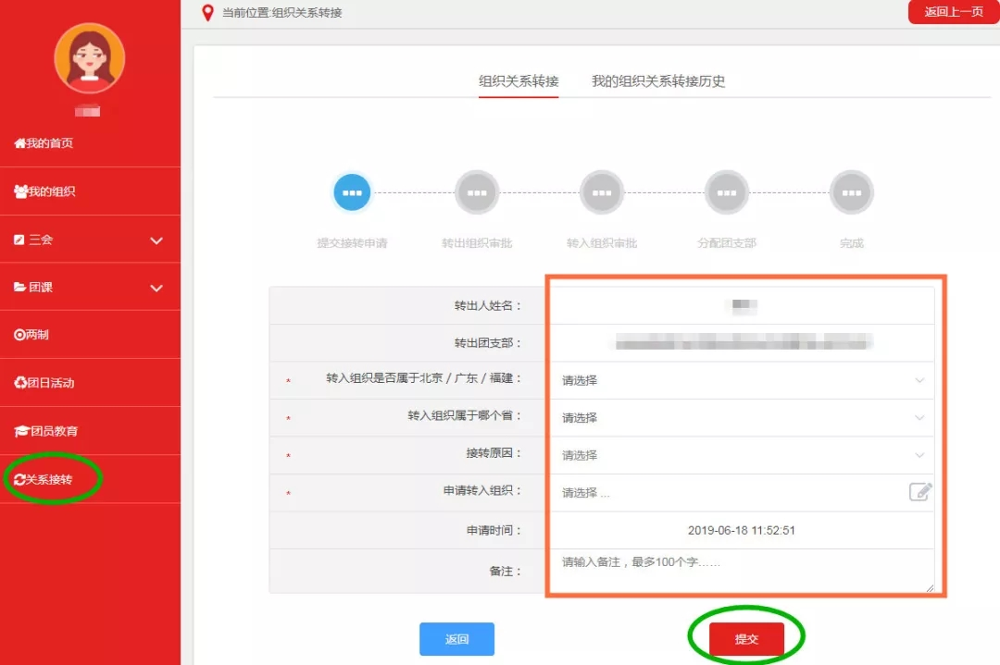 当前位置:组织关系转接
返回上一页
我的首页
我的组织
三会
团课
两制
团日活动
团员教育
关系接转
组织关系转接 我的组织关系转接历史
提交接转申请 转出组织审批 转入组织审批 分配团支部 完成
转出人姓名：
转出团支部：
* 转入组织是否属于北京 / 广东 / 福建： 请选择
* 转入组织属于哪个省： 请选择
* 接转原因： 请选择
* 申请转入组织： 请选择 ...
申请时间： 2019-06-18 11:52:51
备注： 请输入备注，最多100个字……
返回 提交